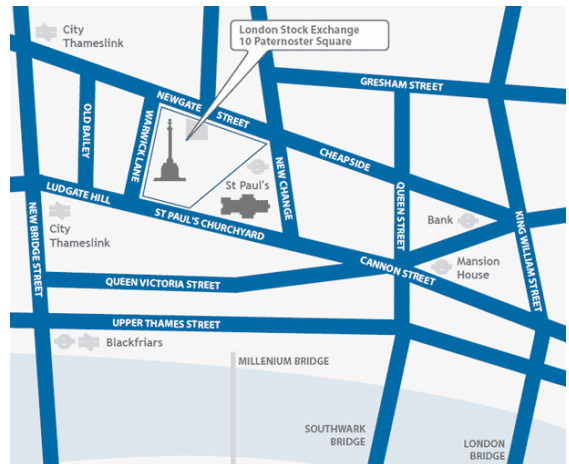 City
Thameslink
London Stock Exchange
10 Paternoster Square
GRESHAM STREET
NEWGATE STREET
OLD BAILEY
WARWICK LANE
CHEAPSIDE
St Paul's
NEW CHANGE
QUEEN STREET
LUDGATE HILL
ST PAUL'S CHURCHYARD
City
Thameslink
NEW BRIDGE STREET
Bank
KING WILLIAM STREET
CANNON STREET
Mansion
House
QUEEN VICTORIA STREET
UPPER THAMES STREET
Blackfriars
MILLENIUM BRIDGE
SOUTHWARK
BRIDGE
LONDON
BRIDGE